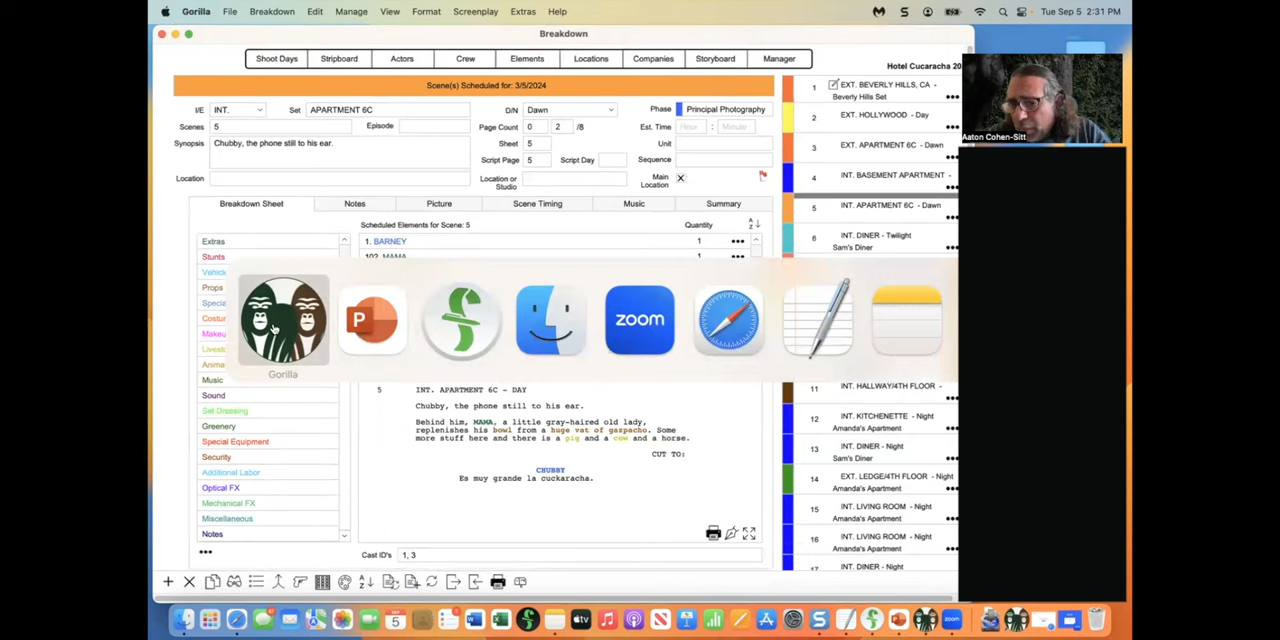 Gorilla File Breakdown Edit Manage View Format Screenplay Extras Help Tue Sep 5 2:31 PM
Breakdown
Shoot Days Stripboard Actors Crew Elements Locations Companies Storyboard Manager
Hotel Cucaracha 20
Scene(s) Scheduled for: 3/5/2024
I/E INT. Set APARTMENT 6C D/N Dawn Phase Principal Photography
Scenes 5 Episode Page Count 0 2 /8 Est. Time Hour : Minute
Synopsis Chubby, the phone still to his ear. Sheet 5 Unit
Script Page 5 Script Day Sequence
Location Location or Studio Main Location
Breakdown Sheet Notes Picture Scene Timing Music Summary
Scheduled Elements for Scene: 5 Quantity
1. BARNEY 1
102. MAMA 1
Extras
Stunts
Vehic
Props
Specia
Costur
Makeu
Livest
Anima
Music
Sound
Set Dressing
Greenery
Special Equipment
Security
Additional Labor
Optical FX
Mechanical FX
Miscellaneous
Notes
P
zoom
Gorilla
5 INT. APARTMENT 6C - DAY
Chubby, the phone still to his ear.
Behind him, MAMA, a little gray-haired old lady,
replenishes his bowl from a huge vat of gazpacho. Some
more stuff here and there is a pig and a cow and a horse.
CUT TO:
CHUBBY
Es muy grande la cuckaracha.
Cast ID's 1, 3
1 EXT. BEVERLY HILLS, CA -
Beverly Hills Set
2 EXT. HOLLYWOOD - Day
3 EXT. APARTMENT 6C - Dawn
4 INT. BASEMENT APARTMENT -
5 INT. APARTMENT 6C - Dawn
6 INT. DINER - Twilight
Sam's Diner
11 INT. HALLWAY/4TH FLOOR -
12 INT. KITCHENETTE - Night
Amanda's Apartment
13 INT. DINER - Night
Sam's Diner
14 EXT. LEDGE/4TH FLOOR - Night
Amanda's Apartment
15 INT. LIVING ROOM - Night
Amanda's Apartment
16 INT. LIVING ROOM - Night
Amanda's Apartment
17 INT. DINER - Night
Aaton Cohen-Sitt